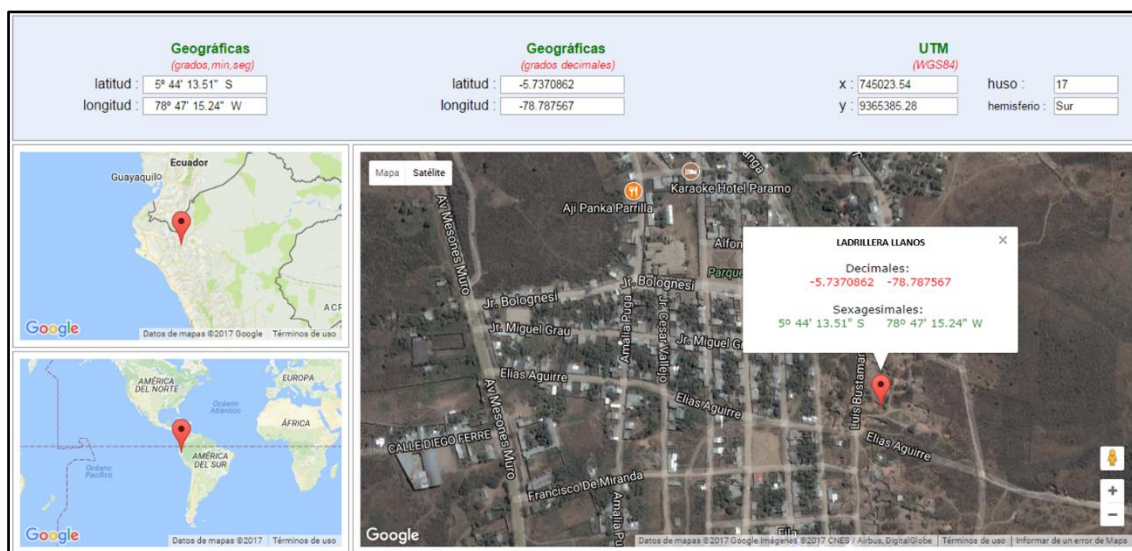 Geográficas
(grados,min,seg)
latitud : 5º 44' 13.51" S
longitud : 78º 47' 15.24" W
Geográficas
(grados decimales)
latitud : -5.7370862
longitud : -78.787567
UTM
(WGS84)
x : 745023.54 huso : 17
y : 9365385.28 hemisferio : Sur
Ecuador
Guayaquil
Google
Datos de mapas ©2017 Google Términos de uso
AMÉRICA DEL NORTE
EUROPA
Océano Atlántico
ÁFRICA
Océano Pacífico
AMÉRICA DEL SUR
Google
Datos de mapas ©2017 Términos de uso
Mapa Satélite
Karaoke Hotel Paramo
Aji Panka Parrilla
Av Mesones Muro
LADRILLERA LLANOS
Decimales:
-5.7370862 -78.787567
Sexagesimales:
5º 44' 13.51" S 78º 47' 15.24" W
Jr. Bolognesi
Jr. Bolognesi
Jr. Miguel Grau
Amalia Puga
Jr. Cesar Vallejo
Elias Aguirre
Elias Aguirre
Elias Aguirre
Av Mesones Muro
CALLE DIEGO FERRE
Francisco De Miranda
Google
Datos de mapas ©2017 Google Imágenes ©2017 CNES / Airbus, DigitalGlobe Términos de uso Informar de un error de Maps